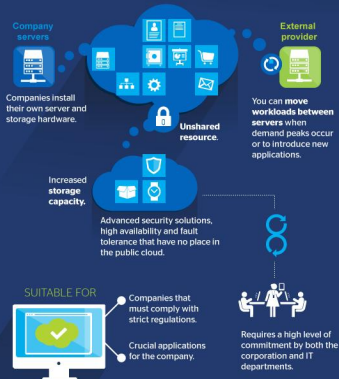 Company
servers
External
provider
Companies install
their own server and
storage hardware.
You can move
workloads between
servers when
demand peaks occur
or to introduce new
applications.
Unshared
resource.
Increased
storage
capacity.
Advanced security solutions,
high availability and fault
tolerance that have no place in
the public cloud.
SUITABLE FOR
Companies that
must comply with
strict regulations.
Crucial applications
for the company.
Requires a high level of
commitment by both the
corporation and IT
departments.